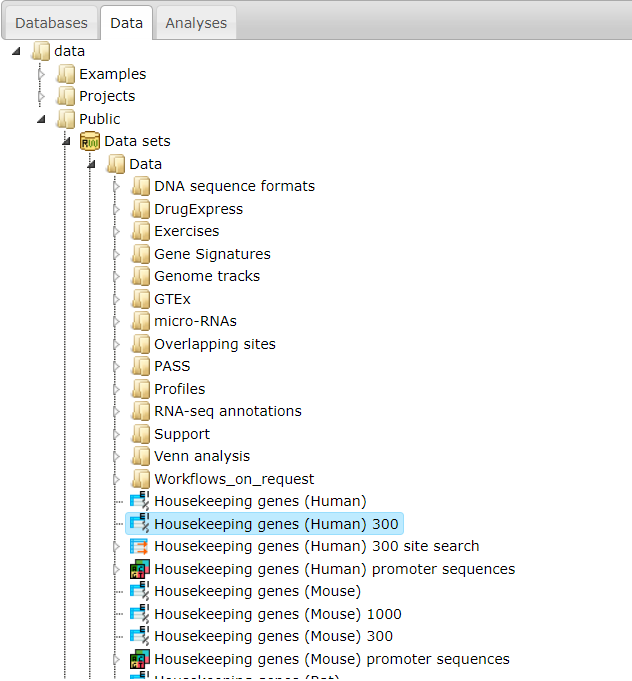 Databases Data Analyses
data
Examples
Projects
Public
Data sets
Data
DNA sequence formats
DrugExpress
Exercises
Gene Signatures
Genome tracks
GTEx
micro-RNAs
Overlapping sites
PASS
Profiles
RNA-seq annotations
Support
Venn analysis
Workflows_on_request
Housekeeping genes (Human)
Housekeeping genes (Human) 300
Housekeeping genes (Human) 300 site search
Housekeeping genes (Human) promoter sequences
Housekeeping genes (Mouse)
Housekeeping genes (Mouse) 1000
Housekeeping genes (Mouse) 300
Housekeeping genes (Mouse) promoter sequences
Housekeeping genes (Rat)